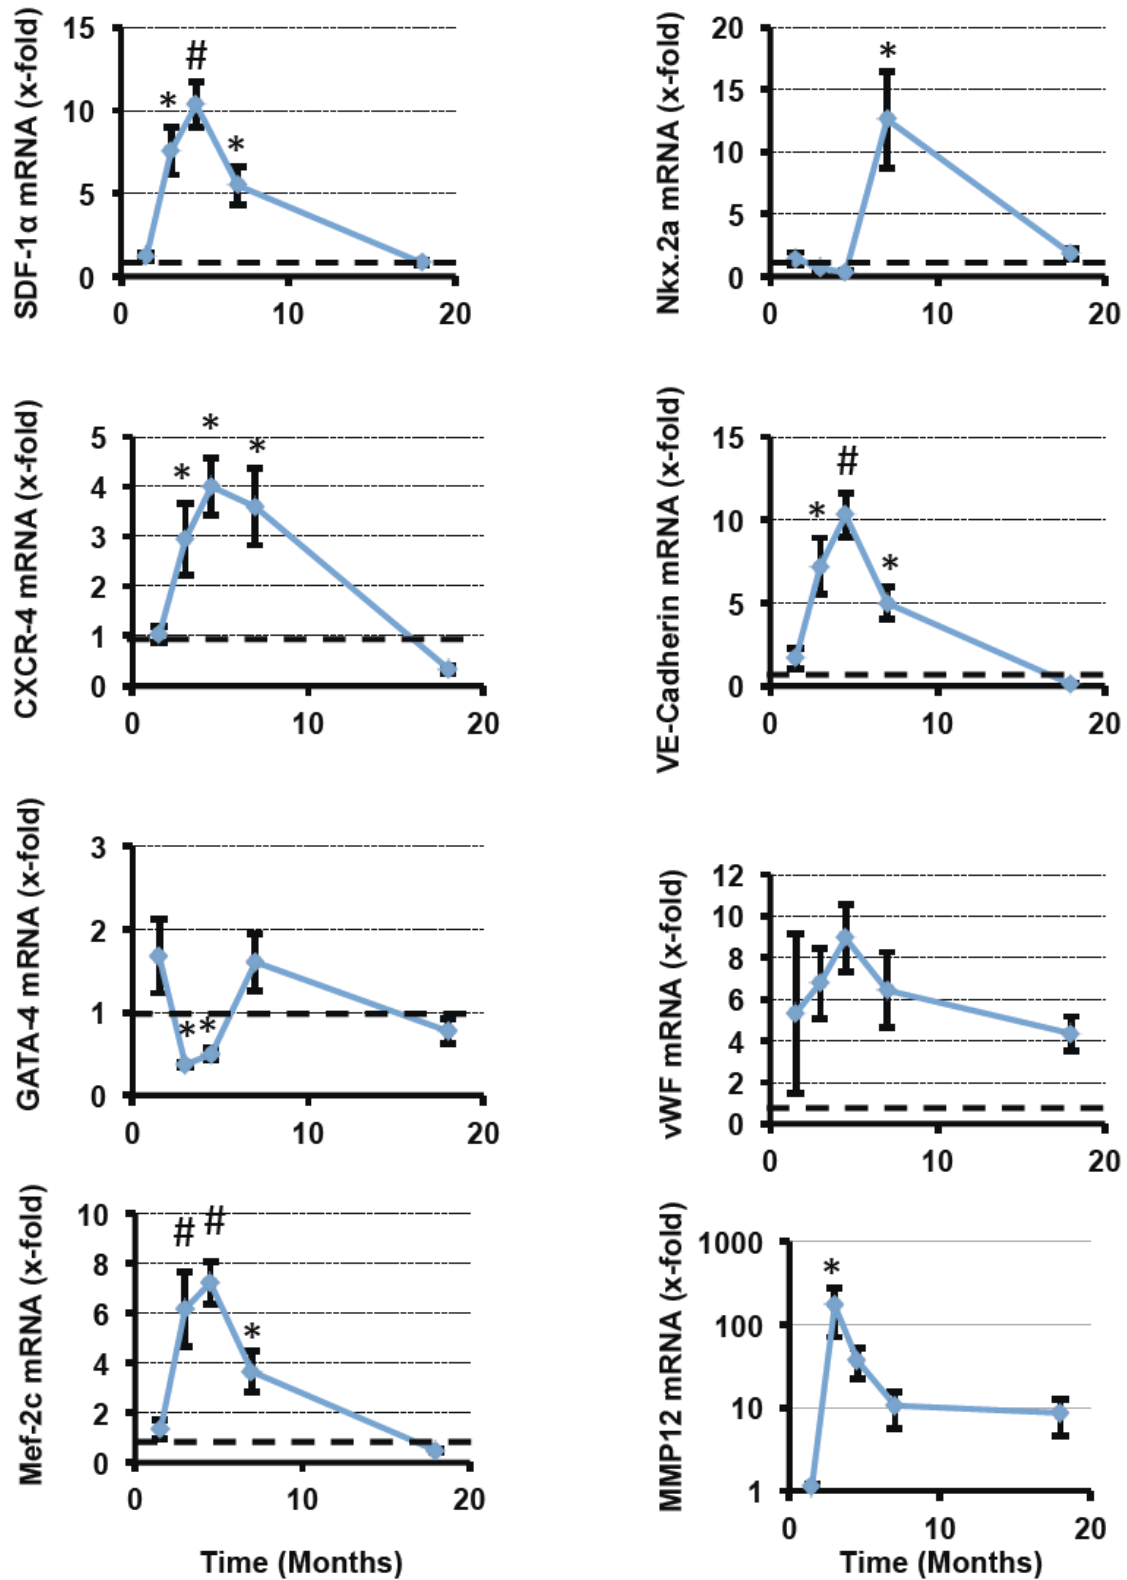 SDF-1α mRNA (x-fold)
15
10
5
0
0 10 20
* # *
Nkx.2a mRNA (x-fold)
20
15
10
5
0
0 10 20
*
CXCR-4 mRNA (x-fold)
5
4
3
2
1
0
0 10 20
* * *
VE-Cadherin mRNA (x-fold)
15
10
5
0
0 10 20
* # *
GATA-4 mRNA (x-fold)
3
2
1
0
0 10 20
* *
vWF mRNA (x-fold)
12
10
8
6
4
2
0
0 10 20
Mef-2c mRNA (x-fold)
10
8
6
4
2
0
0 10 20
# # *
Time (Months)
MMP12 mRNA (x-fold)
1000
100
10
1
0 10 20
*
Time (Months)